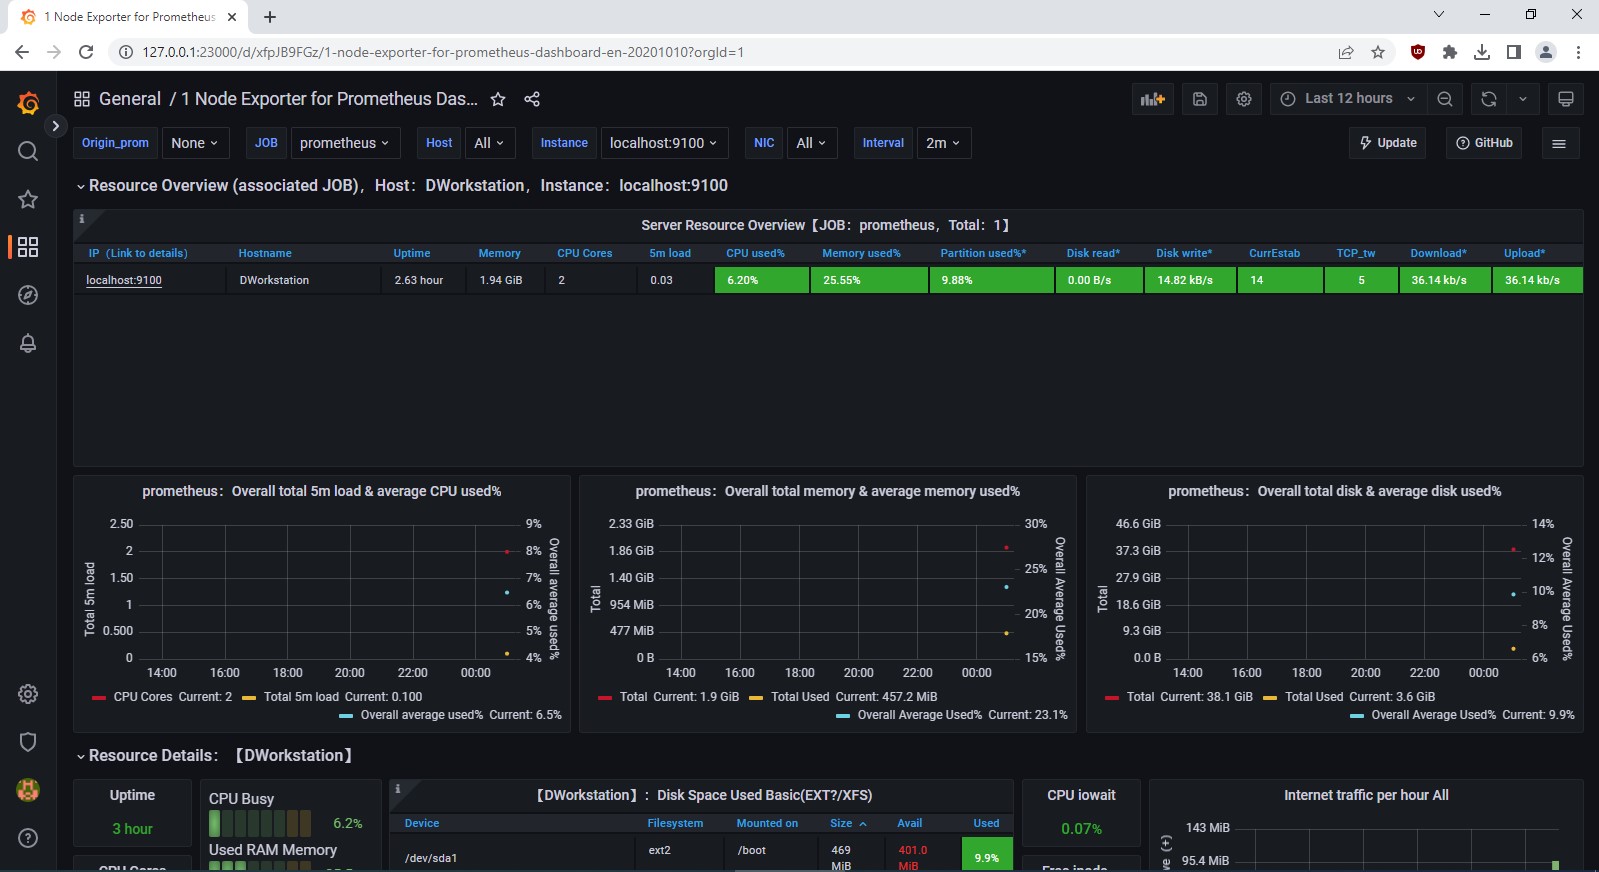 1 Node Exporter for Prometheus
127.0.0.1:23000/d/xfpJB9FGz/1-node-exporter-for-prometheus-dashboard-en-20201010?orgId=1
General / 1 Node Exporter for Prometheus Das... Last 12 hours
Origin_prom None JOB prometheus Host All Instance localhost:9100 NIC All Interval 2m Update GitHub
Resource Overview (associated JOB)，Host：DWorkstation，Instance：localhost:9100
Server Resource Overview【JOB：prometheus，Total：1】
IP（Link to details） Hostname Uptime Memory CPU Cores 5m load CPU used% Memory used% Partition used%* Disk read* Disk write* CurrEstab TCP_tw Download* Upload*
localhost:9100 DWorkstation 2.63 hour 1.94 GiB 2 0.03 6.20% 25.55% 9.88% 0.00 B/s 14.82 kB/s 14 5 36.14 kb/s 36.14 kb/s
prometheus：Overall total 5m load & average CPU used%
2.50
2
1.50
1
0.500
0
Total 5m load
9%
8%
7%
6%
5%
4%
Overall average used%
14:00 16:00 18:00 20:00 22:00 00:00
CPU Cores Current: 2 Total 5m load Current: 0.100
Overall average used% Current: 6.5%
prometheus：Overall total memory & average memory used%
2.33 GiB
1.86 GiB
1.40 GiB
954 MiB
477 MiB
0 B
Total
30%
25%
20%
15%
Overall Average Used%
14:00 16:00 18:00 20:00 22:00 00:00
Total Current: 1.9 GiB Total Used Current: 457.2 MiB
Overall Average Used% Current: 23.1%
prometheus：Overall total disk & average disk used%
46.6 GiB
37.3 GiB
27.9 GiB
18.6 GiB
9.3 GiB
0.0 B
Total
14%
12%
10%
8%
6%
Overall Average Used%
14:00 16:00 18:00 20:00 22:00 00:00
Total Current: 38.1 GiB Total Used Current: 3.6 GiB
Overall Average Used% Current: 9.9%
Resource Details：【DWorkstation】
Uptime
3 hour
CPU Cores
CPU Busy
6.2%
Used RAM Memory
【DWorkstation】：Disk Space Used Basic(EXT?/XFS)
Device Filesystem Mounted on Size Avail Used
/dev/sda1 ext2 /boot 469 MiB 401.0 MiB 9.9%
CPU iowait
0.07%
Free inode
Internet traffic per hour All
143 MiB
95.4 MiB